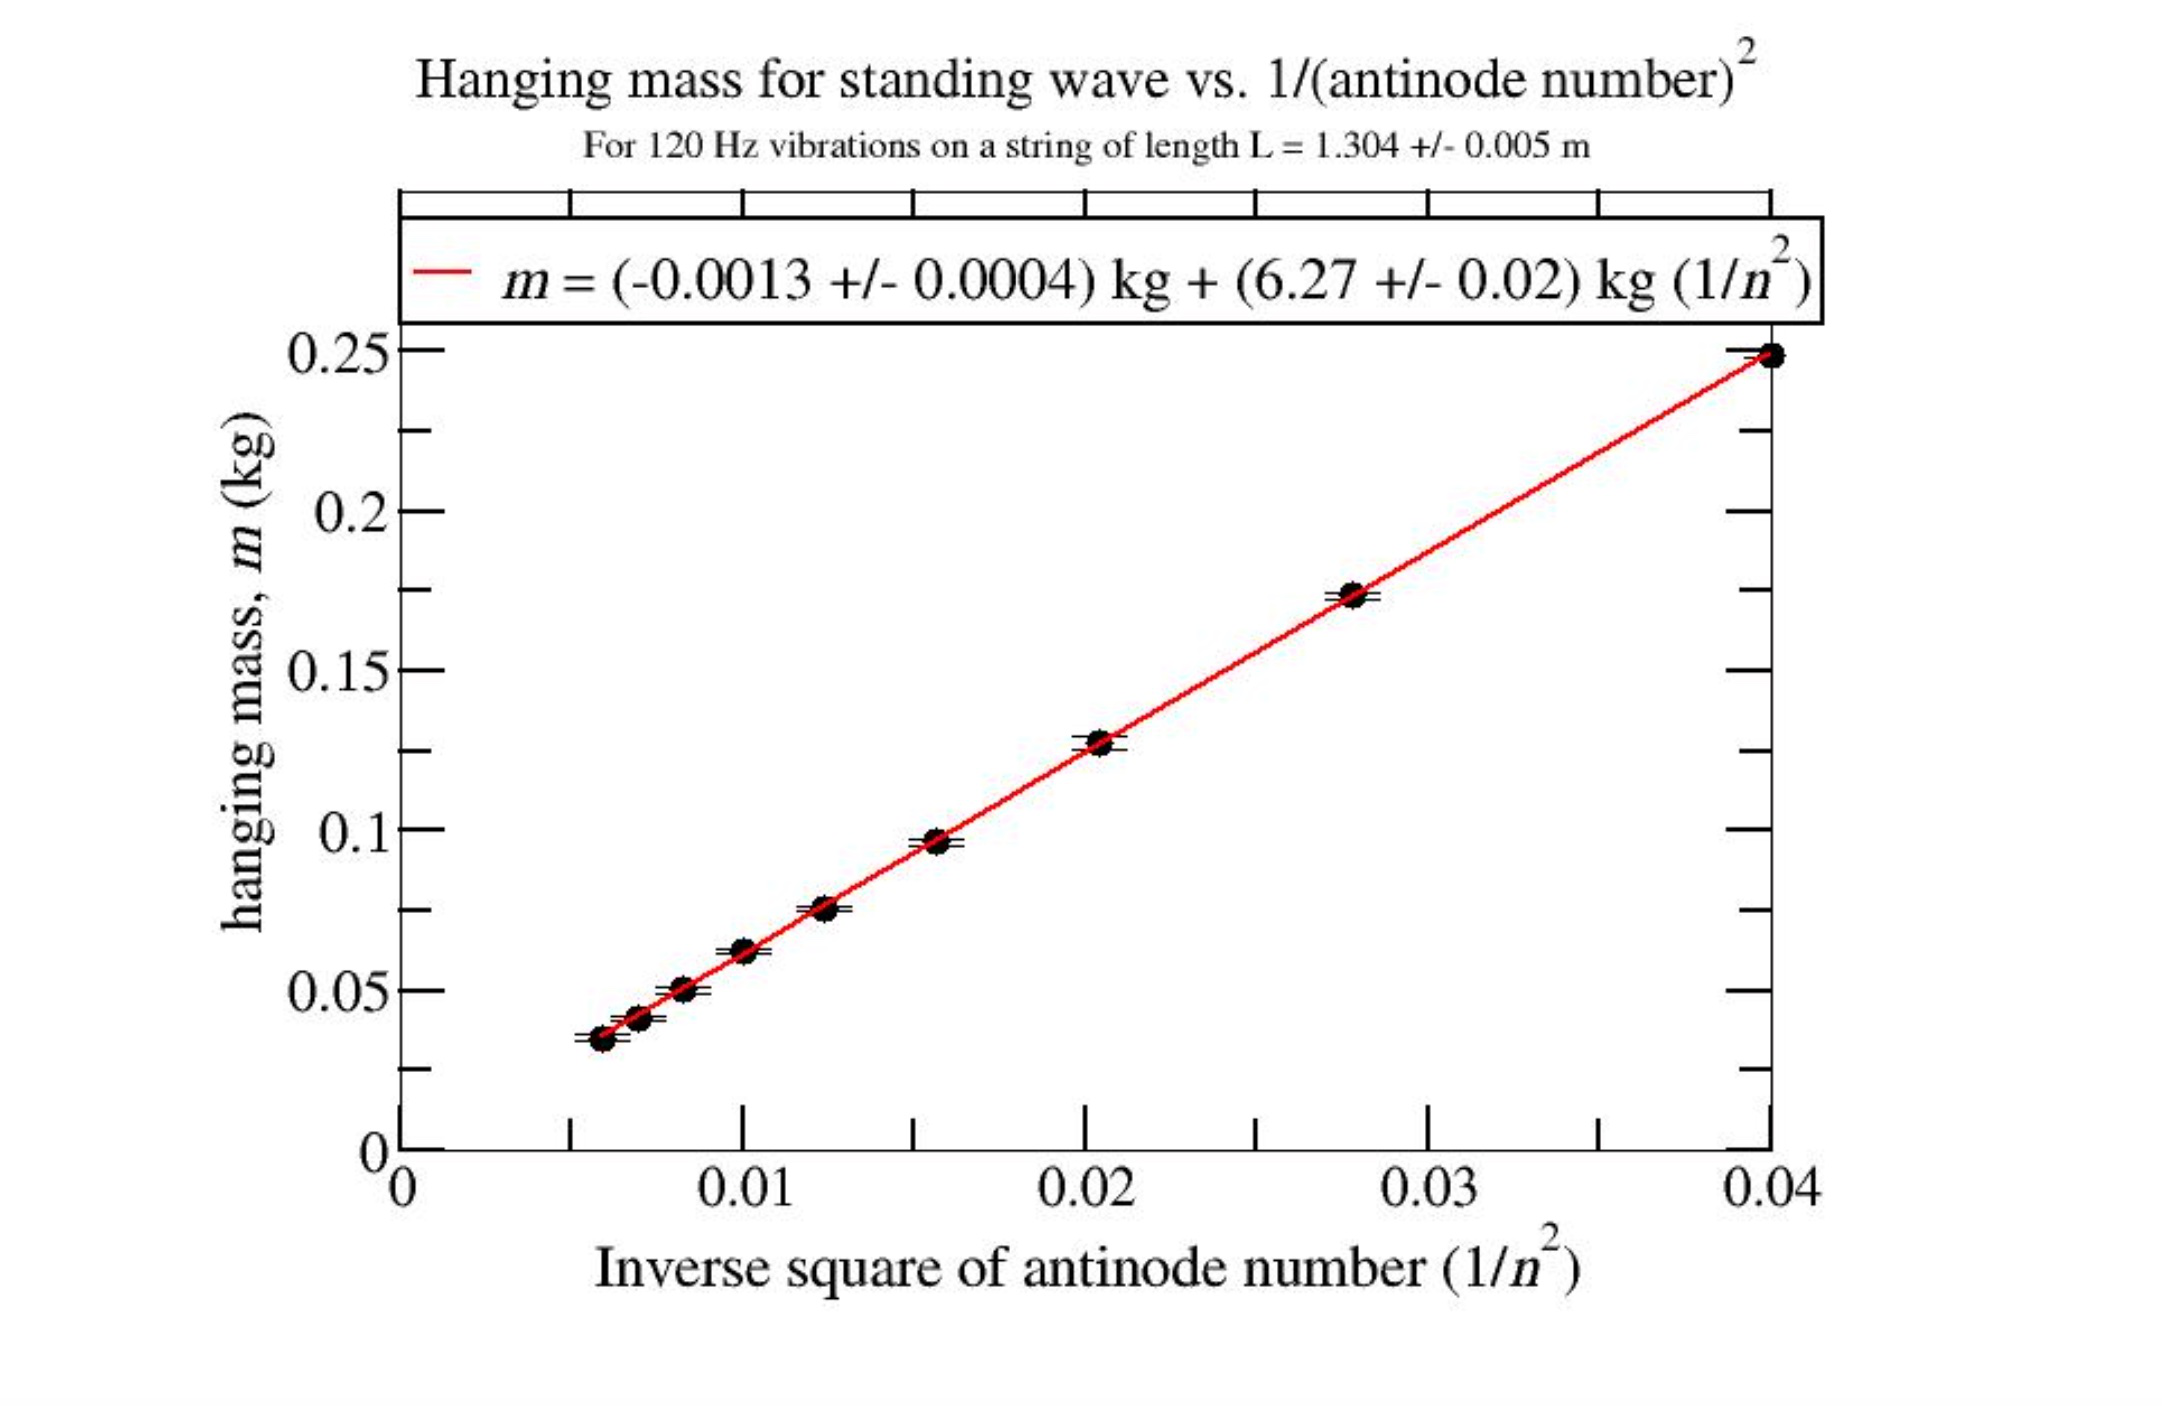 Hanging mass for standing wave vs. 1/(antinode number)²
For 120 Hz vibrations on a string of length L = 1.304 +/- 0.005 m
m = (-0.0013 +/- 0.0004) kg + (6.27 +/- 0.02) kg (1/n²)
hanging mass, m (kg)
0.25
0.2
0.15
0.1
0.05
0
0 0.01 0.02 0.03 0.04
Inverse square of antinode number (1/n²)